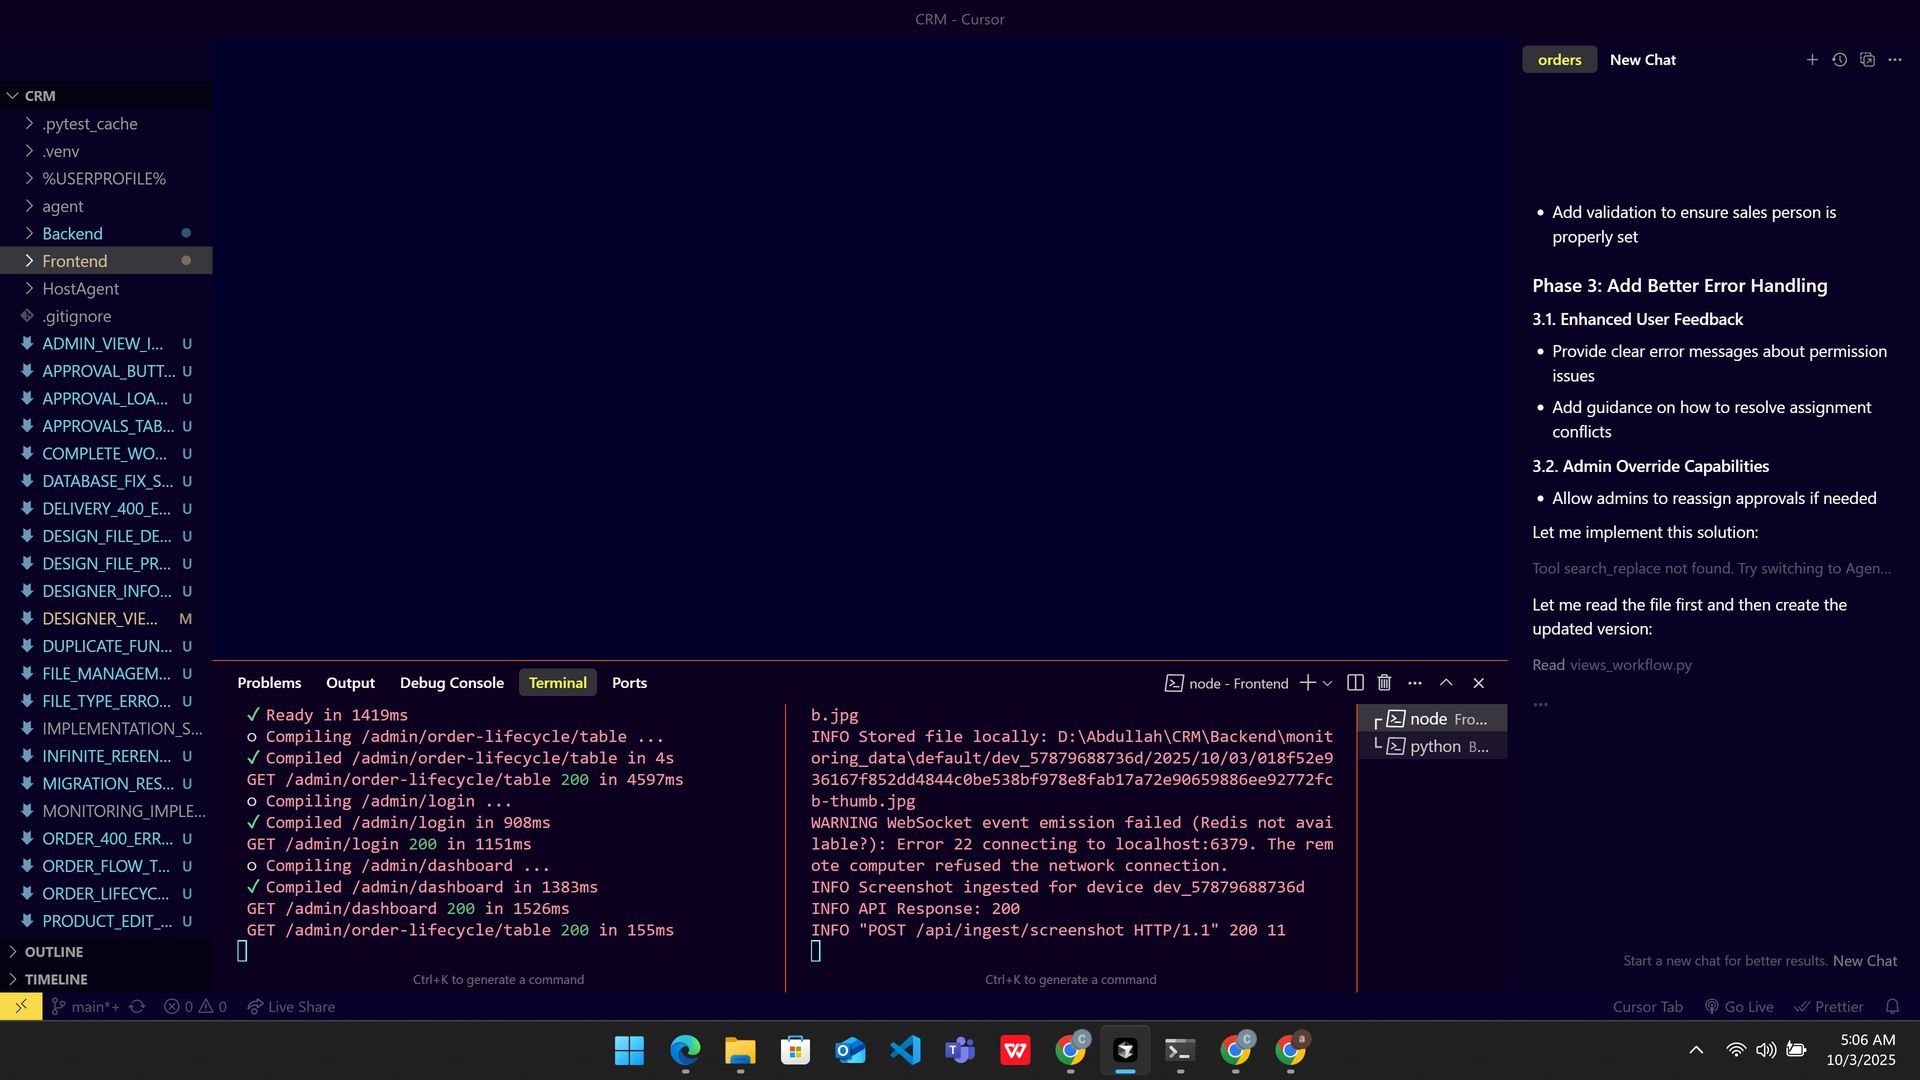 CRM - Cursor
CRM
.pytest_cache
.venv
%USERPROFILE%
agent
Backend
Frontend
HostAgent
.gitignore
ADMIN_VIEW_I... U
APPROVAL_BUTT... U
APPROVAL_LOA... U
APPROVALS_TAB... U
COMPLETE_WO... U
DATABASE_FIX_S... U
DELIVERY_400_E... U
DESIGN_FILE_DE... U
DESIGN_FILE_PR... U
DESIGNER_INFO... U
DESIGNER_VIE... M
DUPLICATE_FUN... U
FILE_MANAGEM... U
FILE_TYPE_ERRO... U
IMPLEMENTATION_S...
INFINITE_REREN... U
MIGRATION_RES... U
MONITORING_IMPLE...
ORDER_400_ERR... U
ORDER_FLOW_T... U
ORDER_LIFECYC... U
PRODUCT_EDIT_... U
OUTLINE
TIMELINE
Problems Output Debug Console Terminal Ports
node - Frontend
✓ Ready in 1419ms
○ Compiling /admin/order-lifecycle/table ...
✓ Compiled /admin/order-lifecycle/table in 4s
GET /admin/order-lifecycle/table 200 in 4597ms
○ Compiling /admin/login ...
✓ Compiled /admin/login in 908ms
GET /admin/login 200 in 1151ms
○ Compiling /admin/dashboard ...
✓ Compiled /admin/dashboard in 1383ms
GET /admin/dashboard 200 in 1526ms
GET /admin/order-lifecycle/table 200 in 155ms
Ctrl+K to generate a command
b.jpg
INFO Stored file locally: D:\Abdullah\CRM\Backend\monit
oring_data\default/dev_57879688736d/2025/10/03/018f52e9
36167f852dd4844c0be538bf978e8fab17a72e90659886ee92772fc
b-thumb.jpg
WARNING WebSocket event emission failed (Redis not avai
lable?): Error 22 connecting to localhost:6379. The rem
ote computer refused the network connection.
INFO Screenshot ingested for device dev_57879688736d
INFO API Response: 200
INFO "POST /api/ingest/screenshot HTTP/1.1" 200 11
Ctrl+K to generate a command
node Fro...
python B...
orders New Chat
• Add validation to ensure sales person is
properly set
Phase 3: Add Better Error Handling
3.1. Enhanced User Feedback
• Provide clear error messages about permission
issues
• Add guidance on how to resolve assignment
conflicts
3.2. Admin Override Capabilities
• Allow admins to reassign approvals if needed
Let me implement this solution:
Tool search_replace not found. Try switching to Agen...
Let me read the file first and then create the
updated version:
Read views_workflow.py
...
Start a new chat for better results. New Chat
main*+ 0 0 Live Share
Cursor Tab Go Live Prettier
5:06 AM
10/3/2025